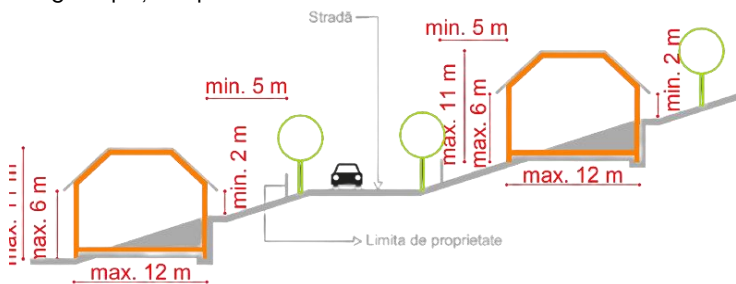 Stradă
min. 5 m
min. 2 m
max. 11 m
max. 6 m
max. 12 m
min. 5 m
min. 2 m
max. 6 m
max. 12 m
Limita de proprietate